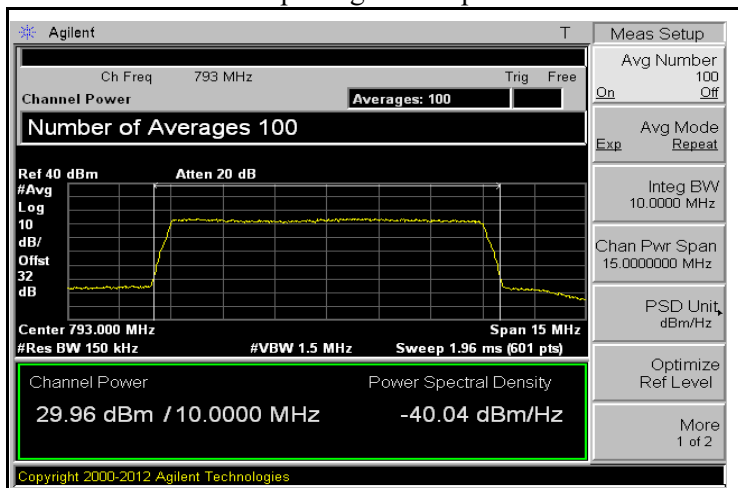 Agilent T
Ch Freq 793 MHz Trig Free
Channel Power Averages: 100
Number of Averages 100
Ref 40 dBm Atten 20 dB
#Avg
Log
10
dB/
Offst
32
dB
Center 793.000 MHz Span 15 MHz
#Res BW 150 kHz #VBW 1.5 MHz Sweep 1.96 ms (601 pts)
Channel Power Power Spectral Density
29.96 dBm / 10.0000 MHz -40.04 dBm/Hz
Copyright 2000-2012 Agilent Technologies
Meas Setup
Avg Number
100
On Off
Avg Mode
Exp Repeat
Integ BW
10.0000 MHz
Chan Pwr Span
15.0000000 MHz
PSD Unit
dBm/Hz
Optimize
Ref Level
More
1 of 2